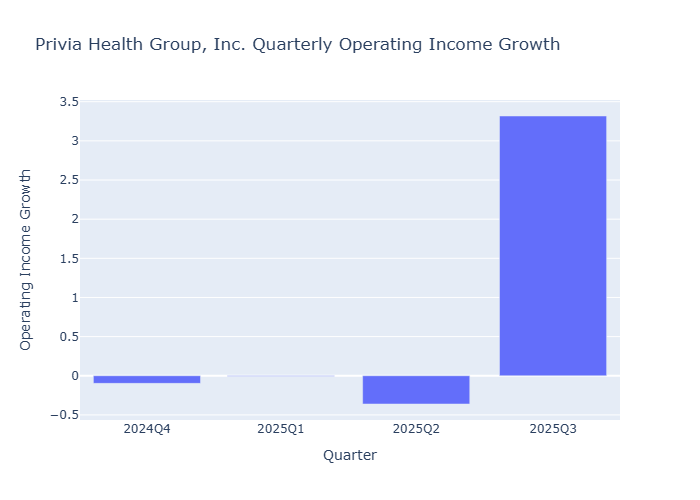 Privia Health Group, Inc. Quarterly Operating Income Growth
Operating Income Growth
3.5
3
2.5
2
1.5
1
0.5
0
−0.5
2024Q4
2025Q1
2025Q2
2025Q3
Quarter